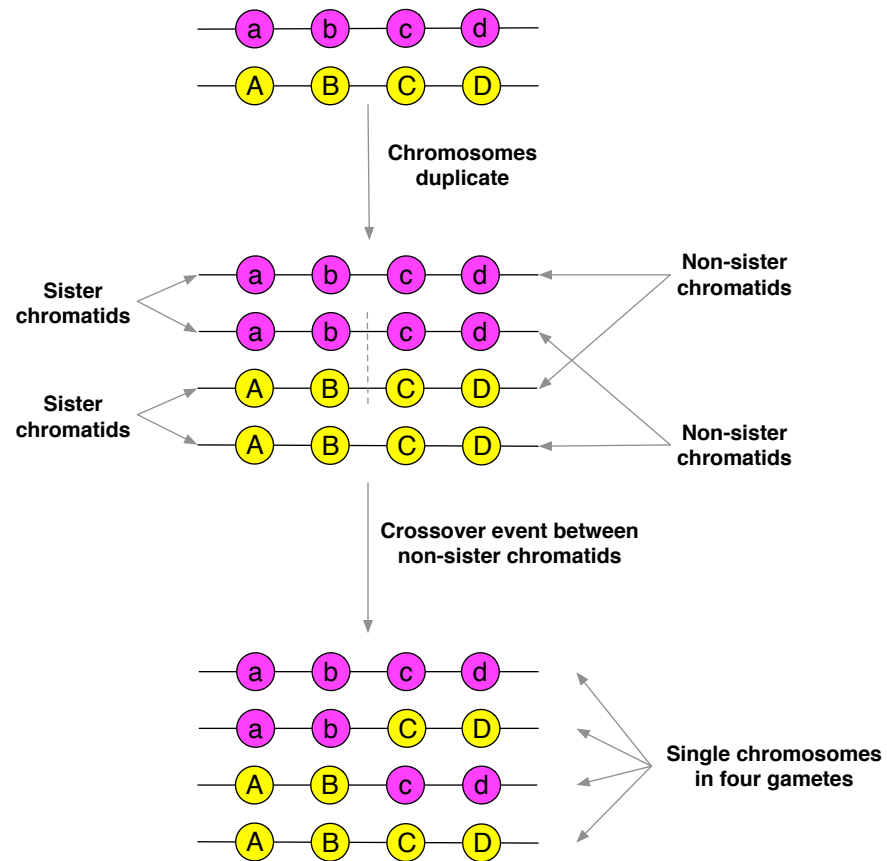 a b c d
A B C D
Chromosomes
duplicate
a b c d
Non-sister
chromatids
Sister
chromatids
a b c d
A B C D
Sister
chromatids
A B C D
Non-sister
chromatids
Crossover event between
non-sister chromatids
a b c d
a b C D
Single chromosomes
in four gametes
A B c d
A B C D